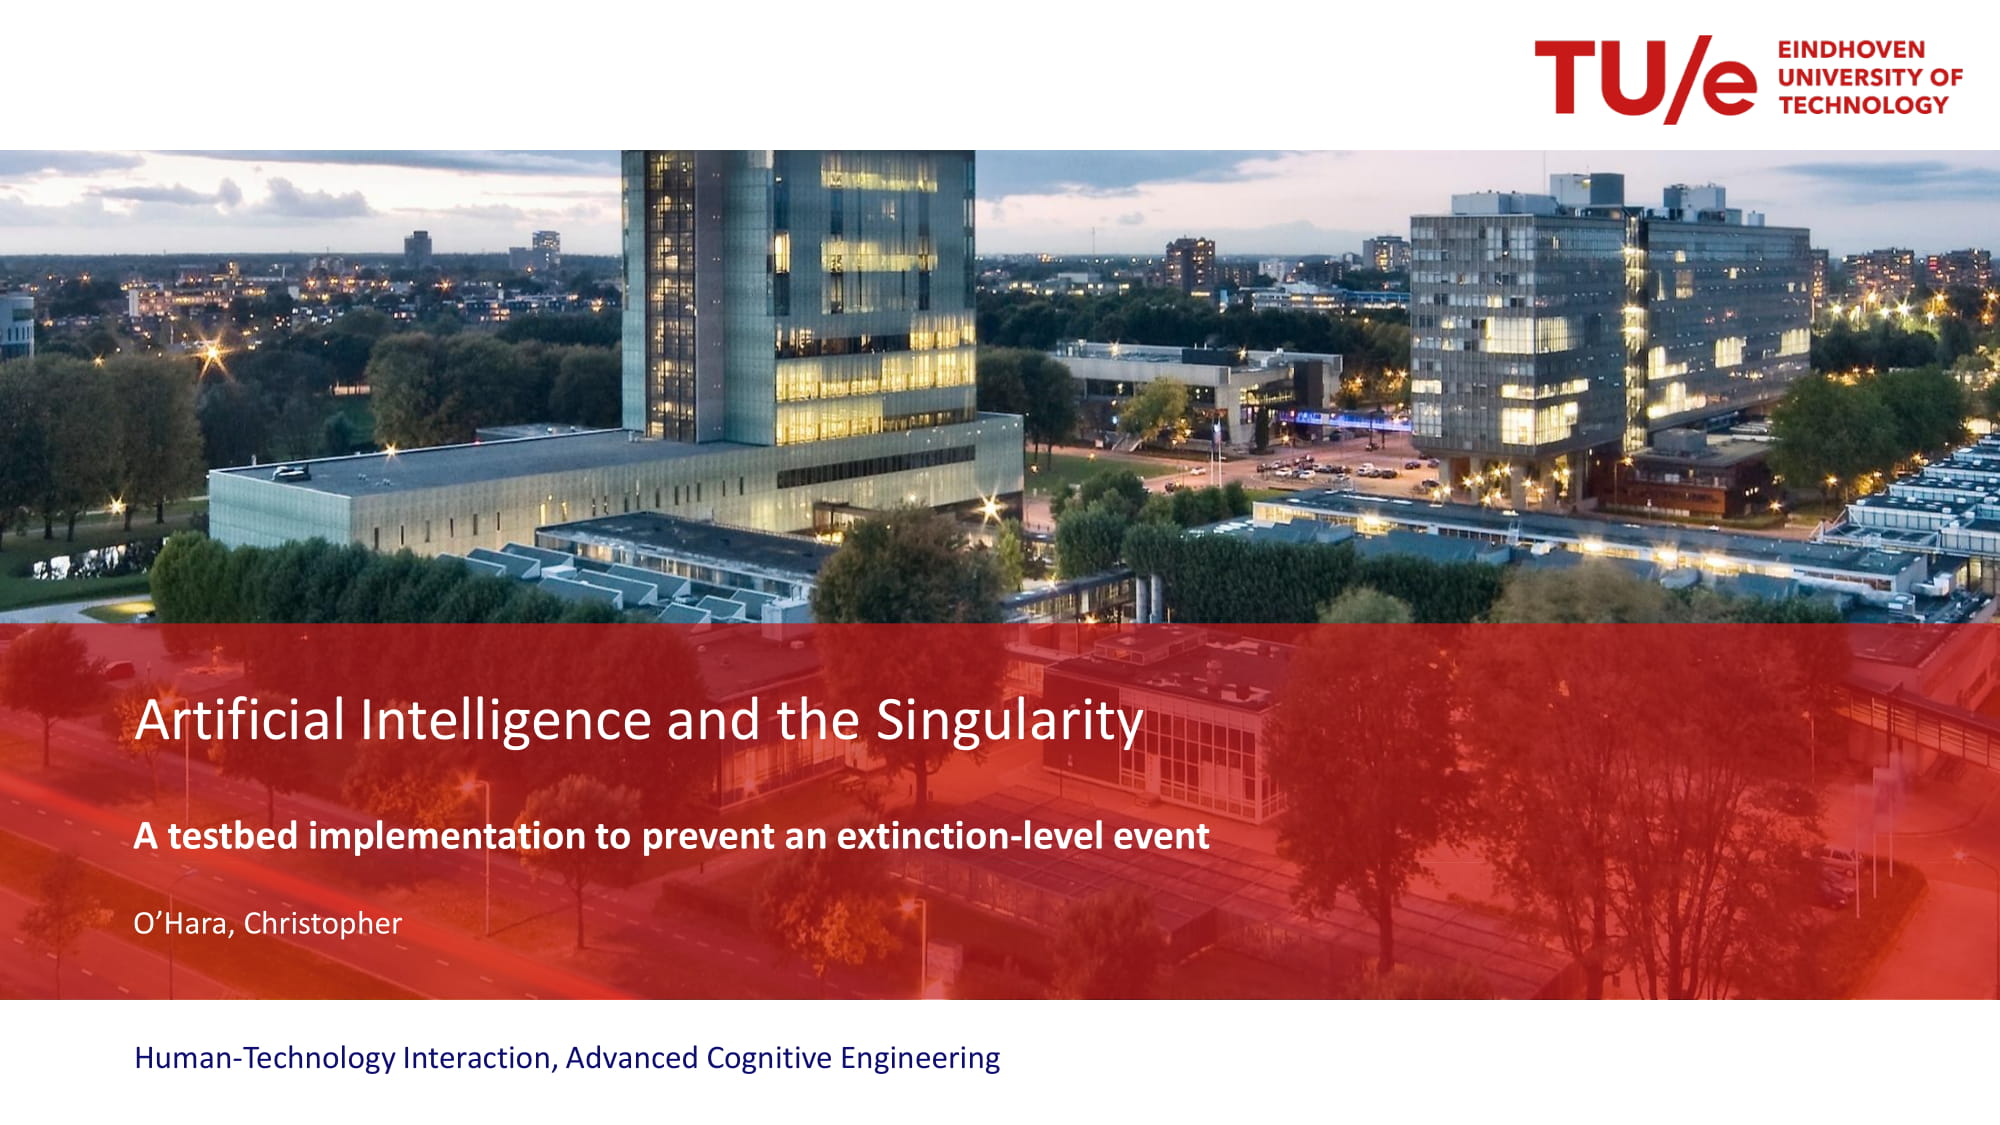 TU/e
EINDHOVEN
UNIVERSITY OF
TECHNOLOGY
Artificial Intelligence and the Singularity
A testbed implementation to prevent an extinction-level event
O’Hara, Christopher
Human-Technology Interaction, Advanced Cognitive Engineering